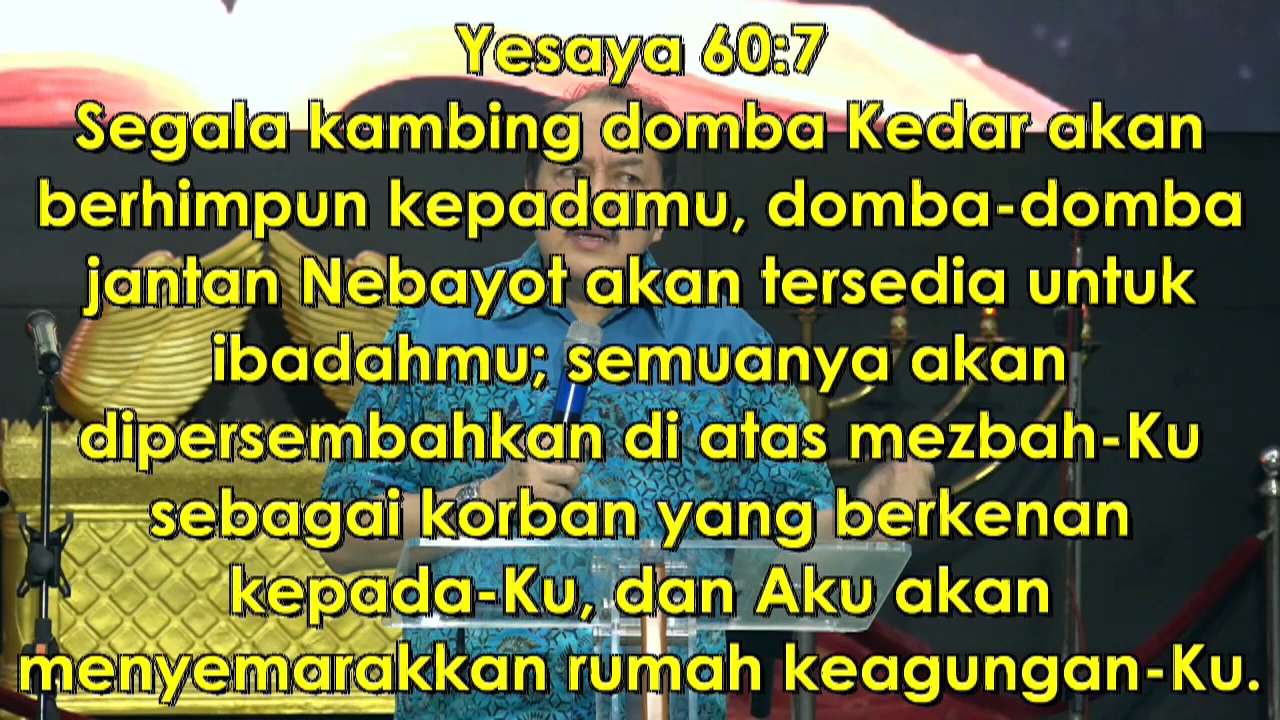 Yesaya 60:7
Segala kambing domba Kedar akan
berhimpun kepadamu, domba-domba
jantan Nebayot akan tersedia untuk
ibadahmu; semuanya akan
dipersembahkan di atas mezbah-Ku
sebagai korban yang berkenan
kepada-Ku, dan Aku akan
menyemarakkan rumah keagungan-Ku.